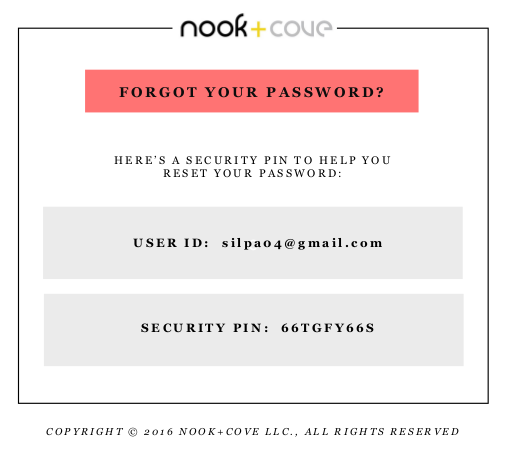 nook+cove
FORGOT YOUR PASSWORD?
HERE'S A SECURITY PIN TO HELP YOU
RESET YOUR PASSWORD:
USER ID: silpa04@gmail.com
SECURITY PIN: 66TGFY66S
COPYRIGHT © 2016 NOOK+COVE LLC., ALL RIGHTS RESERVED